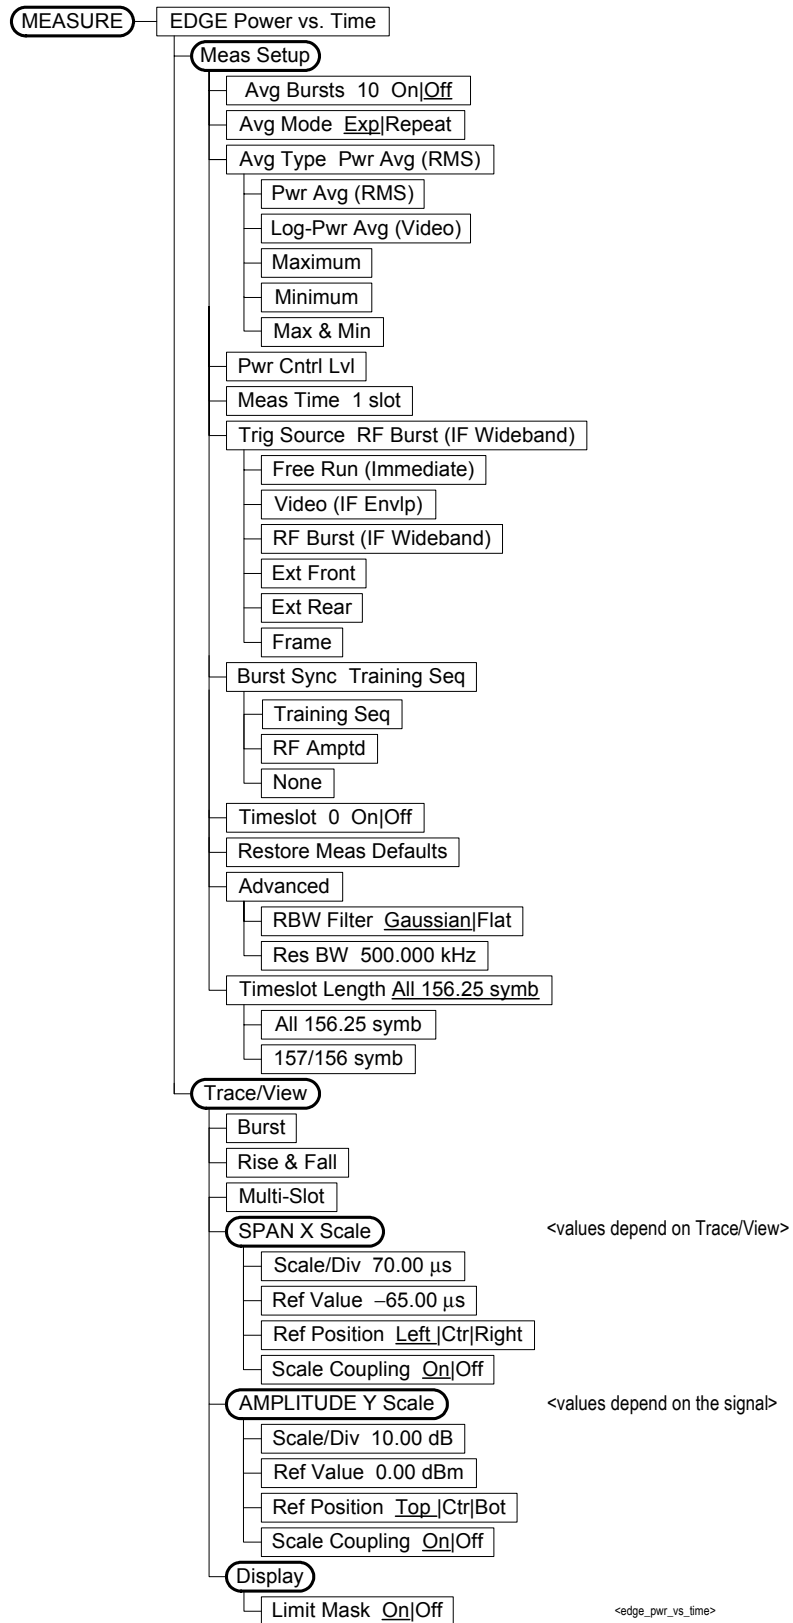 MEASURE EDGE Power vs. Time
Meas Setup
Avg Bursts 10 On|Off
Avg Mode Exp|Repeat
Avg Type Pwr Avg (RMS)
Pwr Avg (RMS)
Log-Pwr Avg (Video)
Maximum
Minimum
Max & Min
Pwr Cntrl Lvl
Meas Time 1 slot
Trig Source RF Burst (IF Wideband)
Free Run (Immediate)
Video (IF Envlp)
RF Burst (IF Wideband)
Ext Front
Ext Rear
Frame
Burst Sync Training Seq
Training Seq
RF Amptd
None
Timeslot 0 On|Off
Restore Meas Defaults
Advanced
RBW Filter Gaussian|Flat
Res BW 500.000 kHz
Timeslot Length All 156.25 symb
All 156.25 symb
157/156 symb
Trace/View
Burst
Rise & Fall
Multi-Slot
SPAN X Scale <values depend on Trace/View>
Scale/Div 70.00 μs
Ref Value −65.00 μs
Ref Position Left |Ctr|Right
Scale Coupling On|Off
AMPLITUDE Y Scale <values depend on the signal>
Scale/Div 10.00 dB
Ref Value 0.00 dBm
Ref Position Top |Ctr|Bot
Scale Coupling On|Off
Display
Limit Mask On|Off <edge_pwr_vs_time>